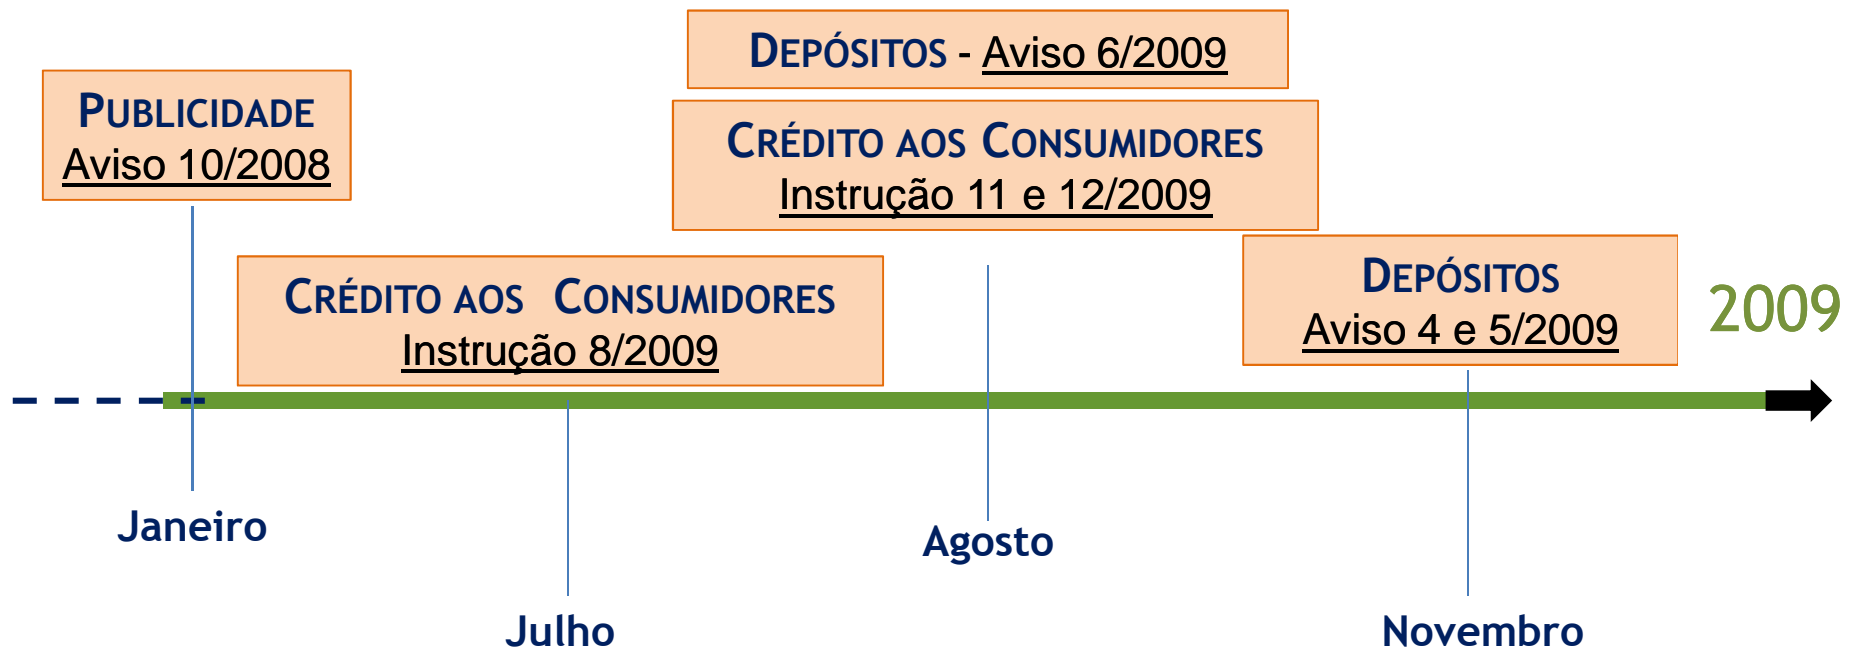 DEPÓSITOS - Aviso 6/2009
PUBLICIDADE
Aviso 10/2008
CRÉDITO AOS CONSUMIDORES
Instrução 11 e 12/2009
CRÉDITO AOS CONSUMIDORES
Instrução 8/2009
DEPÓSITOS
Aviso 4 e 5/2009
2009
Janeiro
Agosto
Julho
Novembro